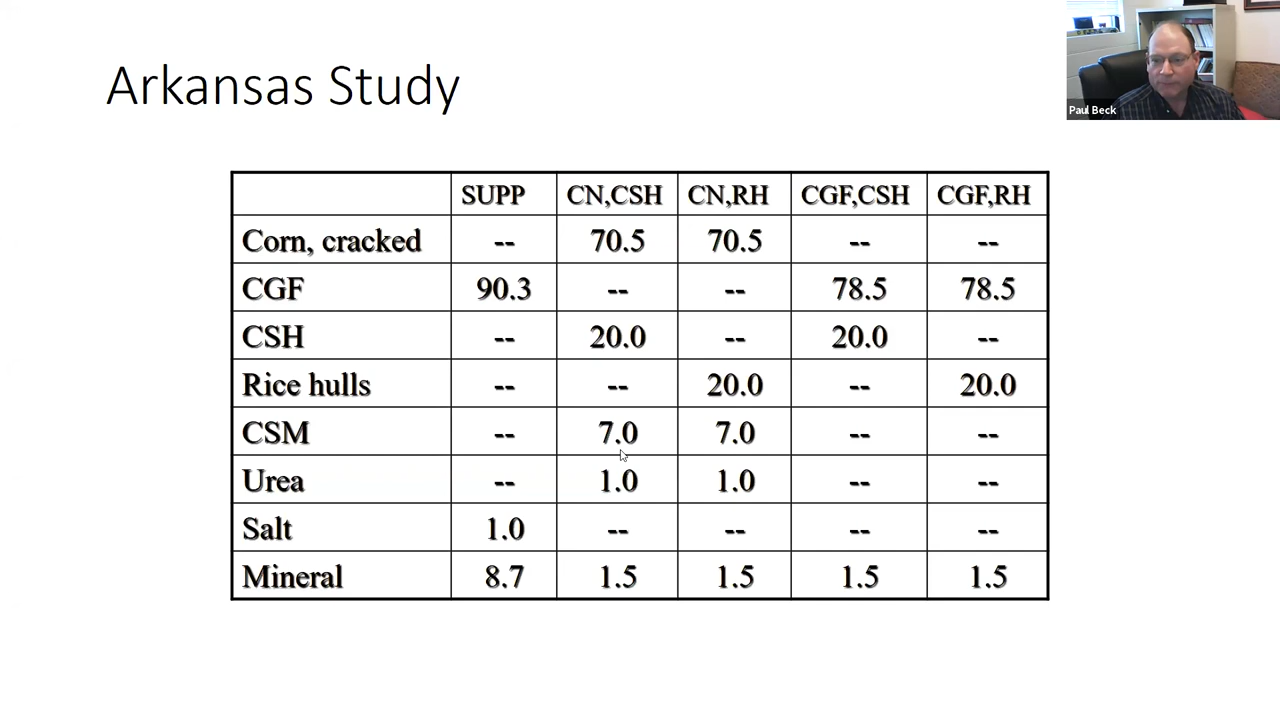 Arkansas Study
Paul Beck
SUPP CN,CSH CN,RH CGF,CSH CGF,RH
Corn, cracked -- 70.5 70.5 -- --
CGF 90.3 -- -- 78.5 78.5
CSH -- 20.0 -- 20.0 --
Rice hulls -- -- 20.0 -- 20.0
CSM -- 7.0 7.0 -- --
Urea -- 1.0 1.0 -- --
Salt 1.0 -- -- -- --
Mineral 8.7 1.5 1.5 1.5 1.5